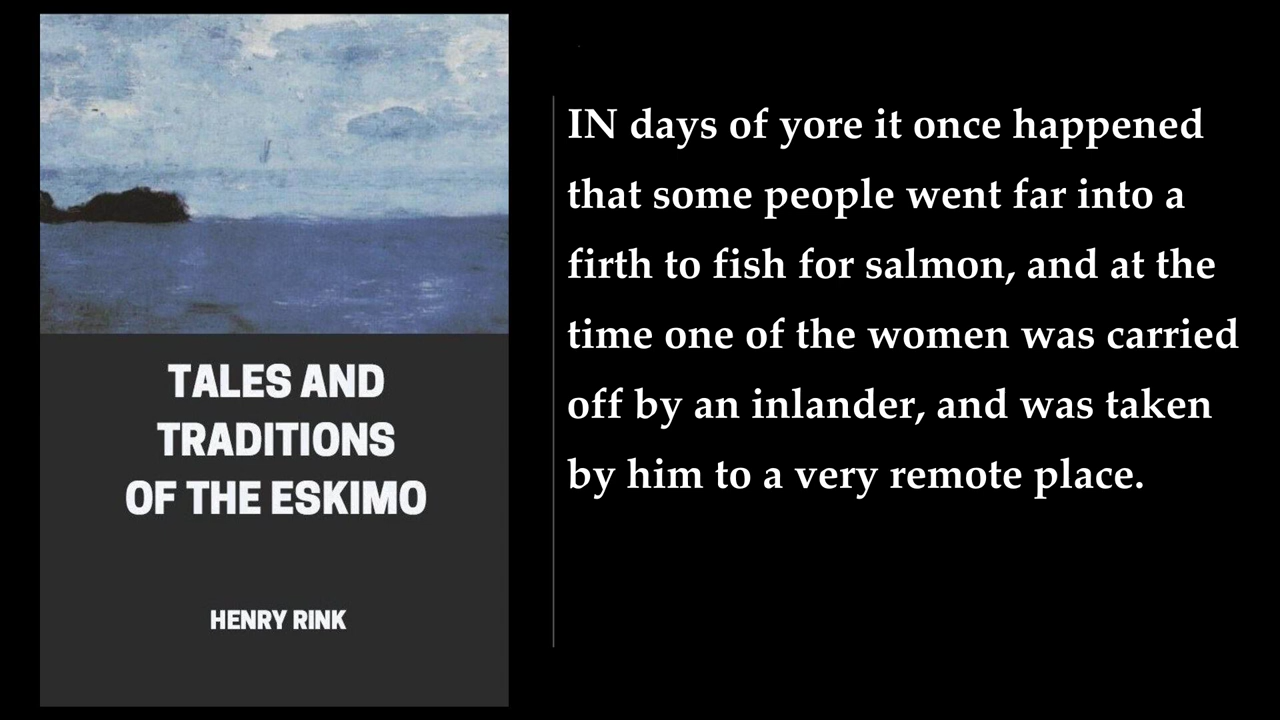 TALES AND
TRADITIONS
OF THE ESKIMO
HENRY RINK
IN days of yore it once happened
that some people went far into a
firth to fish for salmon, and at the
time one of the women was carried
off by an inlander, and was taken
by him to a very remote place.